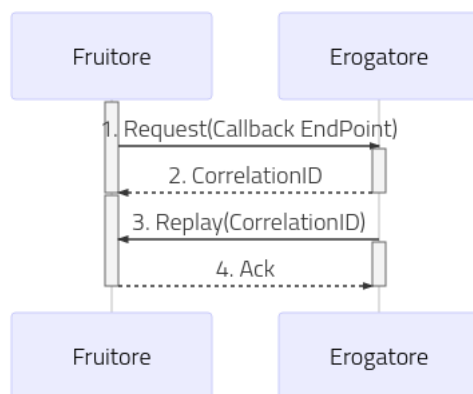 Fruitore Erogatore
1. Request(Callback EndPoint)
2. CorrelationID
3. Replay(CorrelationID)
4. Ack
Fruitore Erogatore